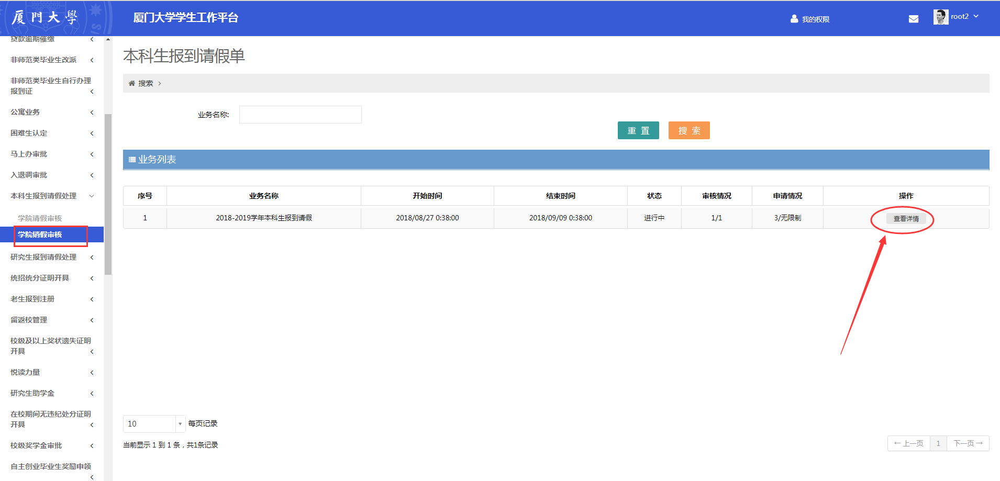 厦門大學
厦门大学学生工作平台
我的权限
root2
贷款逾期催缴
非师范类毕业生改派
非师范类毕业生自行办理
报到证
公寓业务
困难生认定
马上办审批
入退调审批
本科生报到请假处理
学院请假审核
学院销假审核
研究生报到请假处理
统招统分证明开具
老生报到注册
留返校管理
校级及以上奖状遗失证明
开具
悦读力量
研究生助学金
在校期间无违纪处分证明
开具
校级奖学金审批
自主创业毕业生奖励申领
本科生报到请假单
搜索
业务名称:
重 置 搜 索
业务列表
序号 业务名称 开始时间 结束时间 状态 审核情况 申请情况 操作
1 2018-2019学年本科生报到请假 2018/08/27 0:38:00 2018/09/09 0:38:00 进行中 1/1 3/无限制 查看详情
10 每页记录
当前显示 1 到 1 条，共1条记录
←上一页 1 下一页→